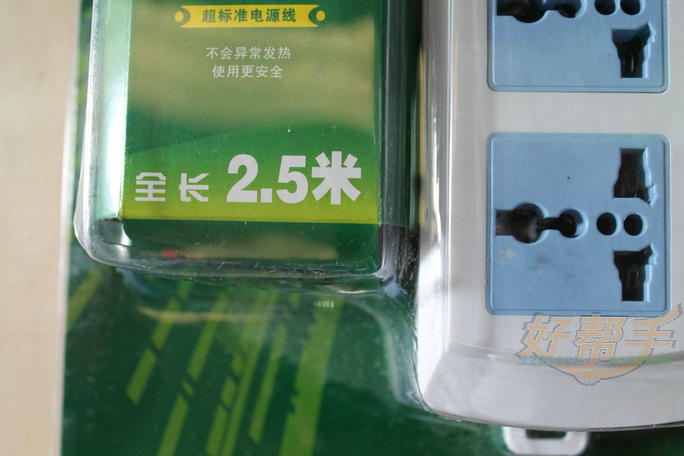 超标准电源线
不会异常发热
使用更安全
全长 2.5米
好帮手